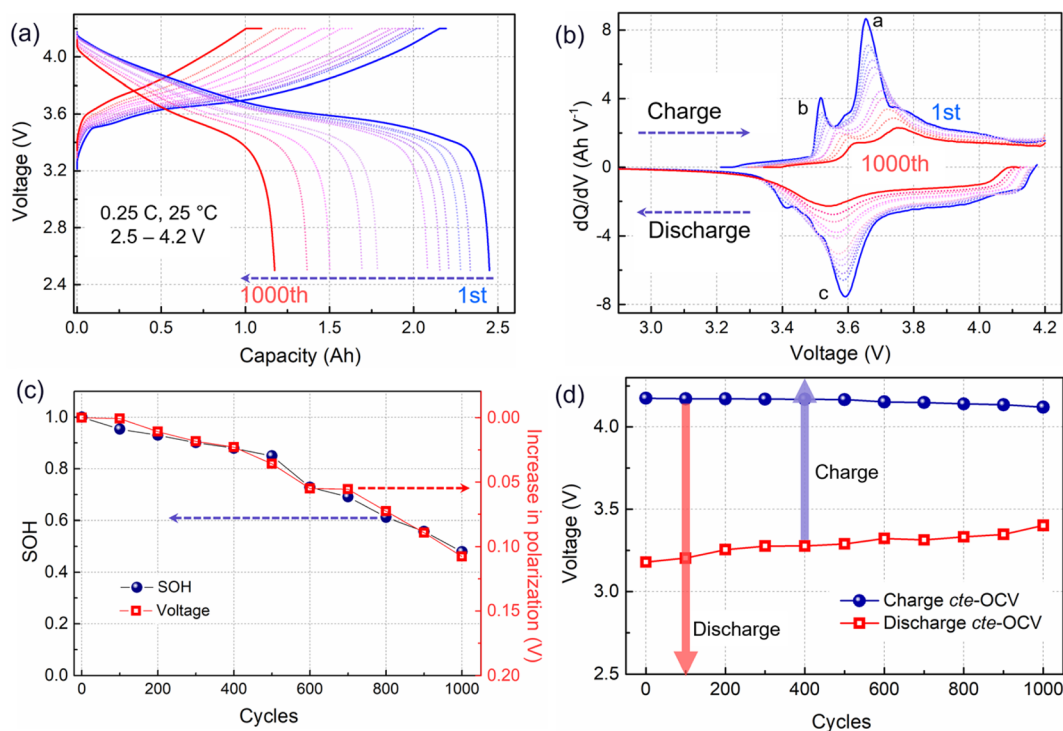 (a)
4.0
3.6
3.2
2.8
2.4
Voltage (V)
0.25 C, 25 °C
2.5 – 4.2 V
1000th
1st
0.0
0.5
1.0
1.5
2.0
2.5
Capacity (Ah)
(b)
8
4
0
-4
-8
dQ/dV (Ah V⁻¹)
a
b
c
Charge
1st
1000th
Discharge
3.0
3.2
3.4
3.6
3.8
4.0
4.2
Voltage (V)
(c)
1.0
0.8
0.6
0.4
0.2
0.0
SOH
SOH
Voltage
0.00
0.05
0.10
0.15
0.20
Increase in
polarization (V)
0
200
400
600
800
1000
Cycles
(d)
4.0
3.5
3.0
2.5
Voltage (V)
Charge
Charge cte-OCV
Discharge cte-OCV
Discharge
0
200
400
600
800
1000
Cycles